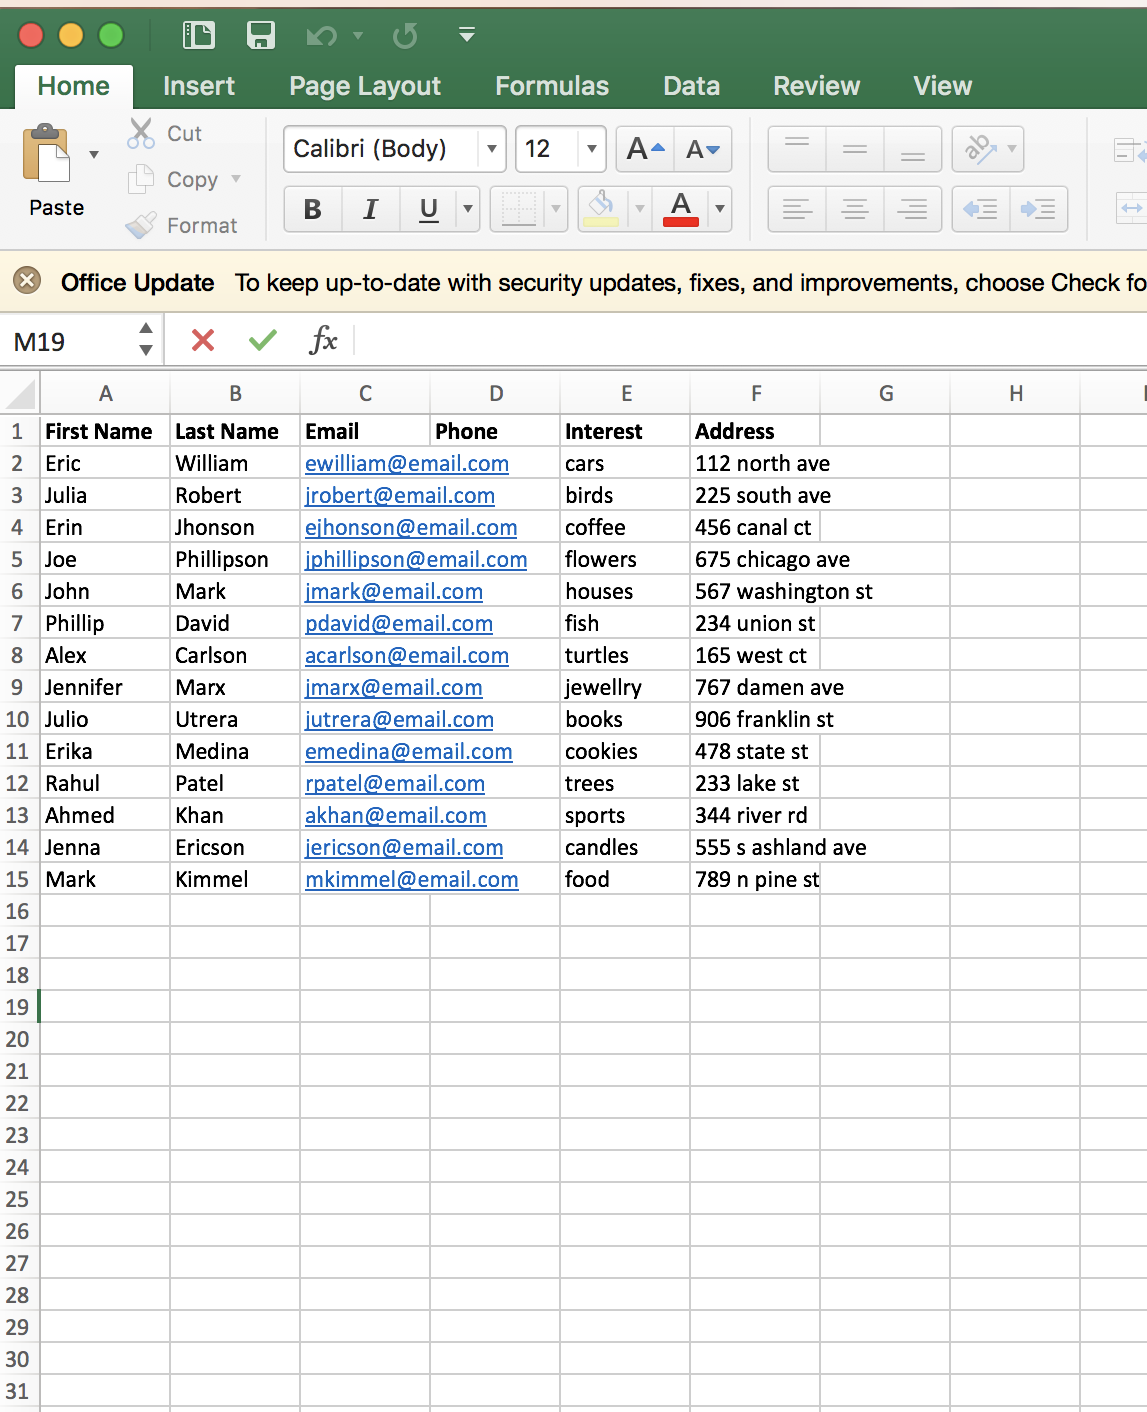 Home Insert Page Layout Formulas Data Review View
Cut
Calibri (Body) 12 A A ab
Copy
Paste B I U A
Format
Office Update To keep up-to-date with security updates, fixes, and improvements, choose Check fo
M19 fx
A B C D E F G H
1 First Name Last Name Email Phone Interest Address
2 Eric William ewilliam@email.com cars 112 north ave
3 Julia Robert jrobert@email.com birds 225 south ave
4 Erin Jhonson ejhonson@email.com coffee 456 canal ct
5 Joe Phillipson jphillipson@email.com flowers 675 chicago ave
6 John Mark jmark@email.com houses 567 washington st
7 Phillip David pdavid@email.com fish 234 union st
8 Alex Carlson acarlson@email.com turtles 165 west ct
9 Jennifer Marx jmarx@email.com jewellry 767 damen ave
10 Julio Utrera jutrera@email.com books 906 franklin st
11 Erika Medina emedina@email.com cookies 478 state st
12 Rahul Patel rpatel@email.com trees 233 lake st
13 Ahmed Khan akhan@email.com sports 344 river rd
14 Jenna Ericson jericson@email.com candles 555 s ashland ave
15 Mark Kimmel mkimmel@email.com food 789 n pine st
16
17
18
19
20
21
22
23
24
25
26
27
28
29
30
31